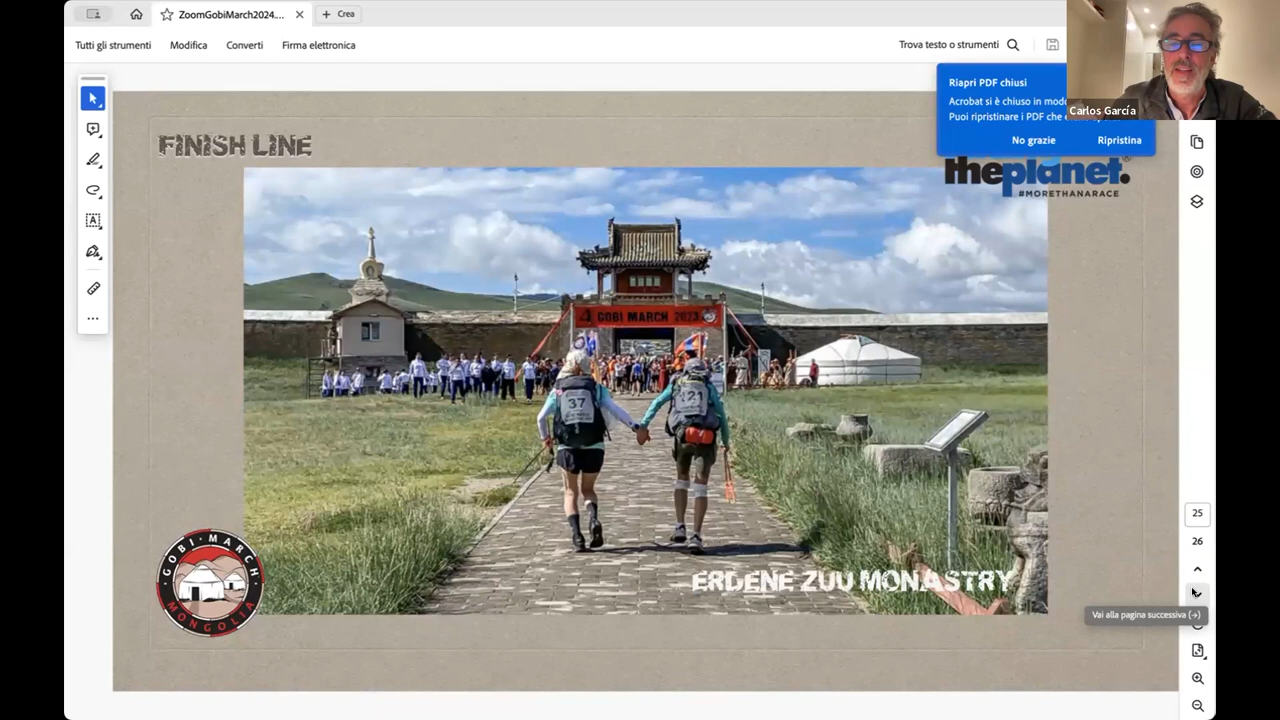 ZoomGobiMarch2024....
Crea
Tutti gli strumenti
Modifica
Converti
Firma elettronica
Trova testo o strumenti
Carlos García
Riapri PDF chiusi
Acrobat si è chiuso in mod
Puoi ripristinare i PDF che
No grazie
Ripristina
FINISH LINE
theplanet.
#MORETHANARACE
GOBI MARCH 2023
37
121
ERDENE ZUU MONASTRY
GOBI · MARCH
MONGOLIA
25
26
Vai alla pagina successiva (→)